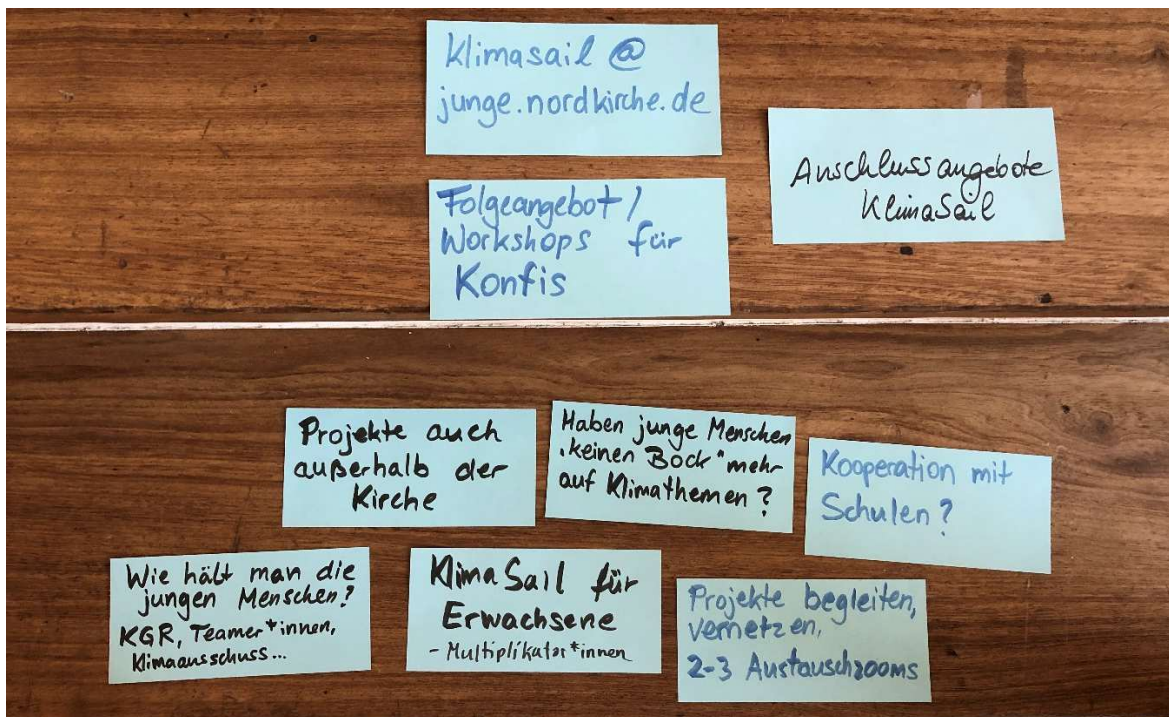 Klimasail @
junge.nordkirche.de
Anschlussangebote
KlimaSail
Folgeangebot /
Workshops für
Konfis
Projekte auch
außerhalb der
Kirche
Haben junge Menschen
"keinen Bock" mehr
auf Klimathemen?
Kooperation mit
Schulen?
Wie hält man die
jungen Menschen?
KGR, Teamer*innen,
Klimaausschuss...
KlimaSail für
Erwachsene
- Multiplikator*innen
Projekte begleiten,
vernetzen,
2-3 Austauschzooms